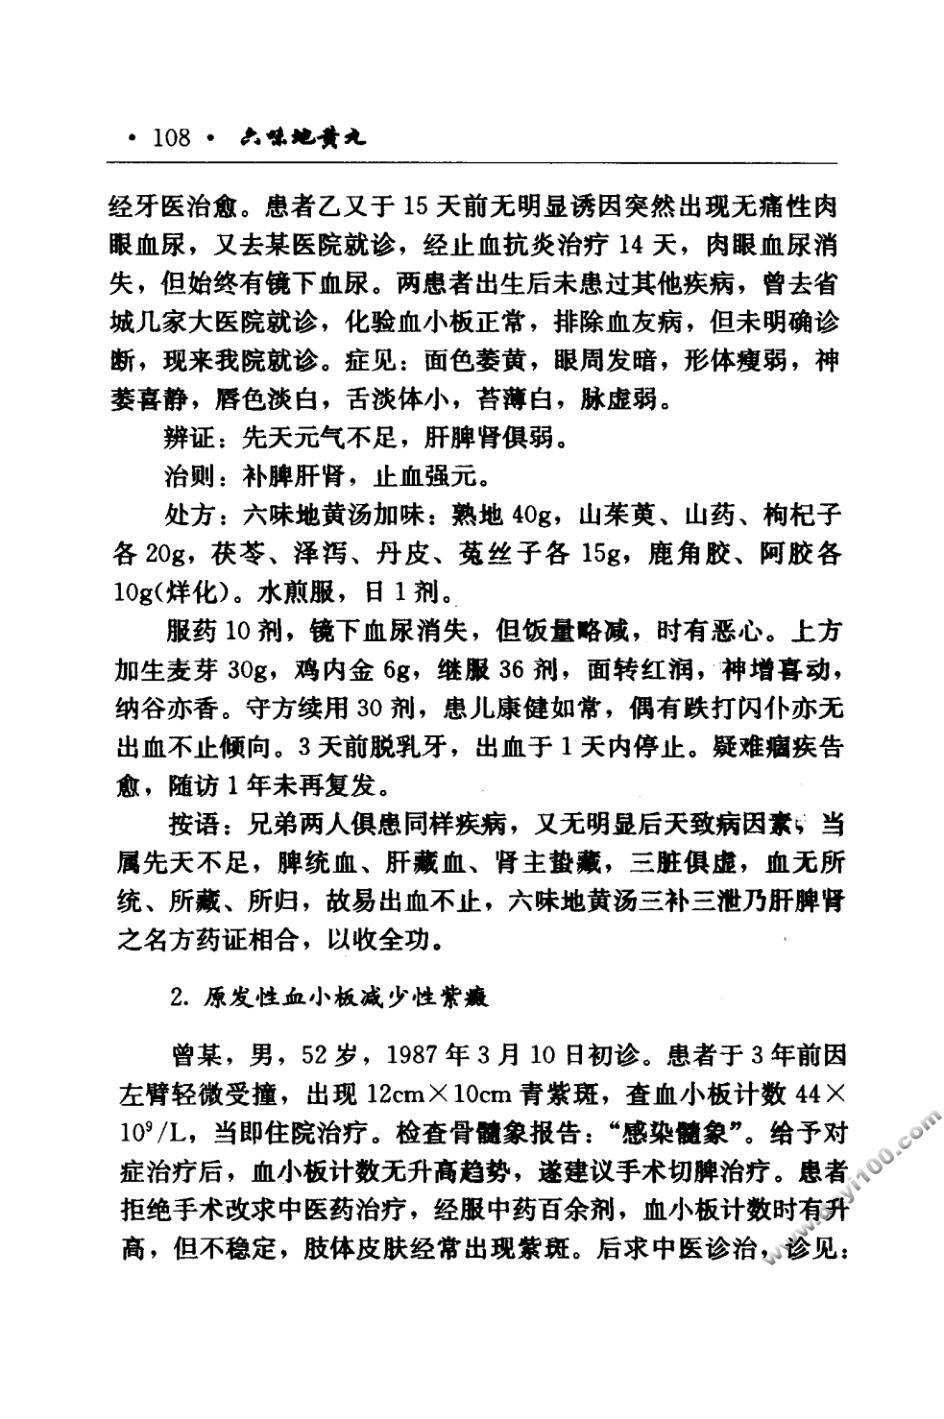 · 108 · 六味地黄丸
经牙医治愈。患者乙又于 15 天前无明显诱因突然出现无痛性肉
眼血尿，又去某医院就诊，经止血抗炎治疗 14 天，肉眼血尿消
失，但始终有镜下血尿。两患者出生后未患过其他疾病，曾去省
城几家大医院就诊，化验血小板正常，排除血友病，但未明确诊
断，现来我院就诊。症见：面色萎黄，眼周发暗，形体瘦弱，神
萎喜静，唇色淡白，舌淡体小，苔薄白，脉虚弱。
辨证：先天元气不足，肝脾肾俱弱。
治则：补脾肝肾，止血强元。
处方：六味地黄汤加味：熟地 40g，山茱萸、山药、枸杞子
各 20g，茯苓、泽泻、丹皮、菟丝子各 15g，鹿角胶、阿胶各
10g(烊化)。水煎服，日 1 剂。
服药 10 剂，镜下血尿消失，但饭量略减，时有恶心。上方
加生麦芽 30g，鸡内金 6g，继服 36 剂，面转红润，神增喜动，
纳谷亦香。守方续用 30 剂，患儿康健如常，偶有跌打闪仆亦无
出血不止倾向。3 天前脱乳牙，出血于 1 天内停止。疑难痼疾告
愈，随访 1 年未再复发。
按语：兄弟两人俱患同样疾病，又无明显后天致病因素，当
属先天不足，脾统血、肝藏血、肾主蛰藏，三脏俱虚，血无所
统、所藏、所归，故易出血不止，六味地黄汤三补三泄乃肝脾肾
之名方药证相合，以收全功。
2. 原发性血小板减少性紫癜
曾某，男，52 岁，1987 年 3 月 10 日初诊。患者于 3 年前因
左臂轻微受撞，出现 12cm×10cm 青紫斑，查血小板计数 44×
10⁹/L，当即住院治疗。检查骨髓象报告：“感染髓象”。给予对
症治疗后，血小板计数无升高趋势，遂建议手术切脾治疗。患者
拒绝手术改求中医药治疗，经服中药百余剂，血小板计数时有升
高，但不稳定，肢体皮肤经常出现紫斑。后求中医诊治，诊见：